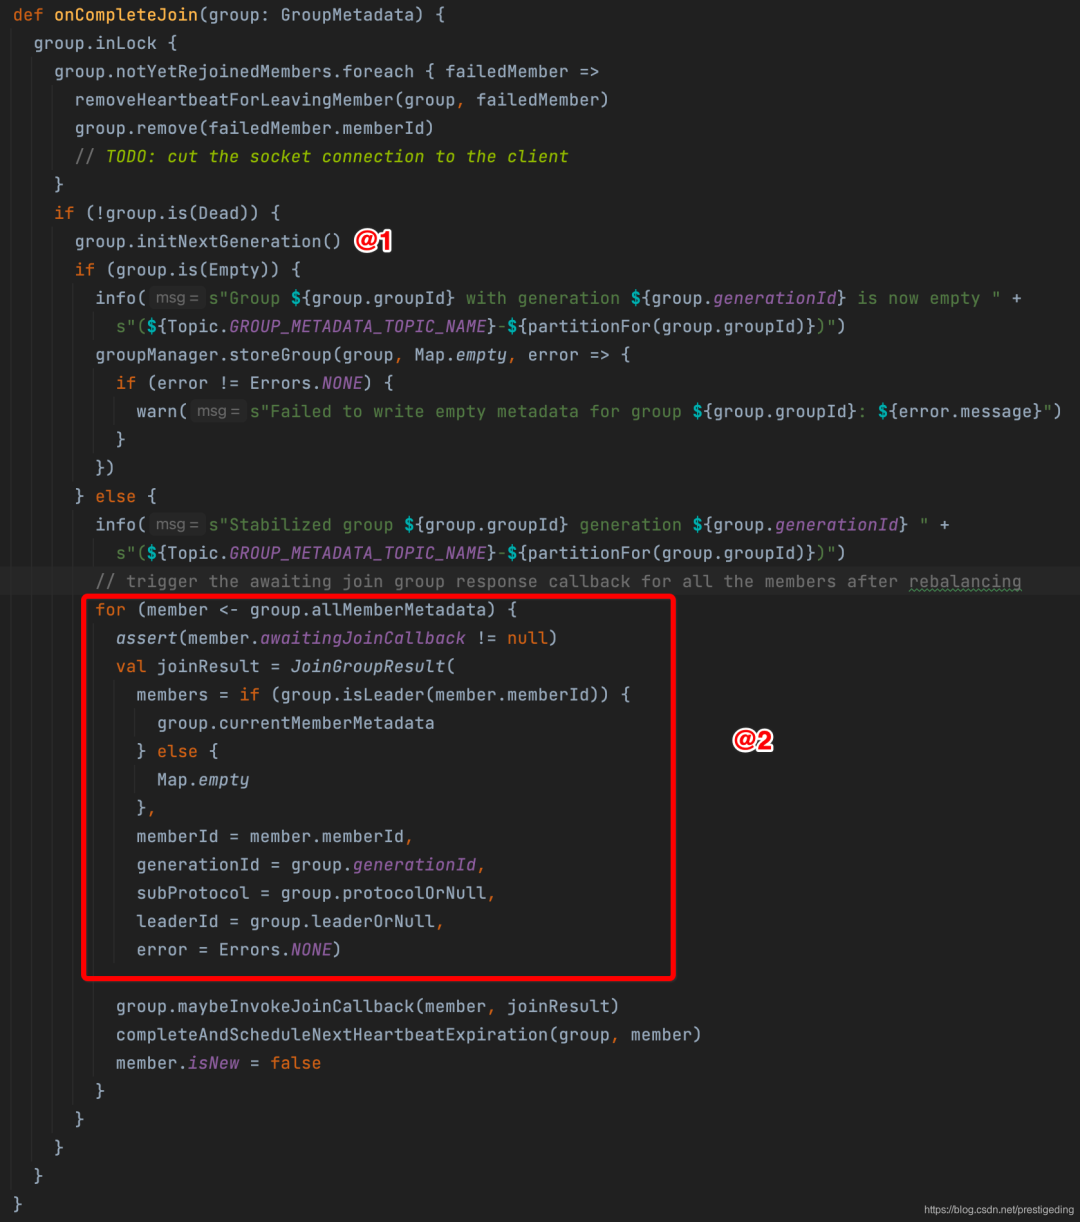 def onCompleteJoin(group: GroupMetadata) {
group.inLock {
group.notYetRejoinedMembers.foreach { failedMember =>
removeHeartbeatForLeavingMember(group, failedMember)
group.remove(failedMember.memberId)
// TODO: cut the socket connection to the client
}
if (!group.is(Dead)) {
group.initNextGeneration() @1
if (group.is(Empty)) {
info( msg = s"Group ${group.groupId} with generation ${group.generationId} is now empty " +
s"(${Topic.GROUP_METADATA_TOPIC_NAME}-${partitionFor(group.groupId)})")
groupManager.storeGroup(group, Map.empty, error => {
if (error != Errors.NONE) {
warn( msg = s"Failed to write empty metadata for group ${group.groupId}: ${error.message}")
}
})
} else {
info( msg = s"Stabilized group ${group.groupId} generation ${group.generationId} " +
s"(${Topic.GROUP_METADATA_TOPIC_NAME}-${partitionFor(group.groupId)})")
// trigger the awaiting join group response callback for all the members after rebalancing
for (member <- group.allMemberMetadata) {
assert(member.awaitingJoinCallback != null)
val joinResult = JoinGroupResult(
members = if (group.isLeader(member.memberId)) {
group.currentMemberMetadata
@2
} else {
Map.empty
},
memberId = member.memberId,
generationId = group.generationId,
subProtocol = group.protocolOrNull,
leaderId = group.leaderOrNull,
error = Errors.NONE)
group.maybeInvokeJoinCallback(member, joinResult)
completeAndScheduleNextHeartbeatExpiration(group, member)
member.isNew = false
}
}
}
}
}
https://blog.csdn.net/prestigeding